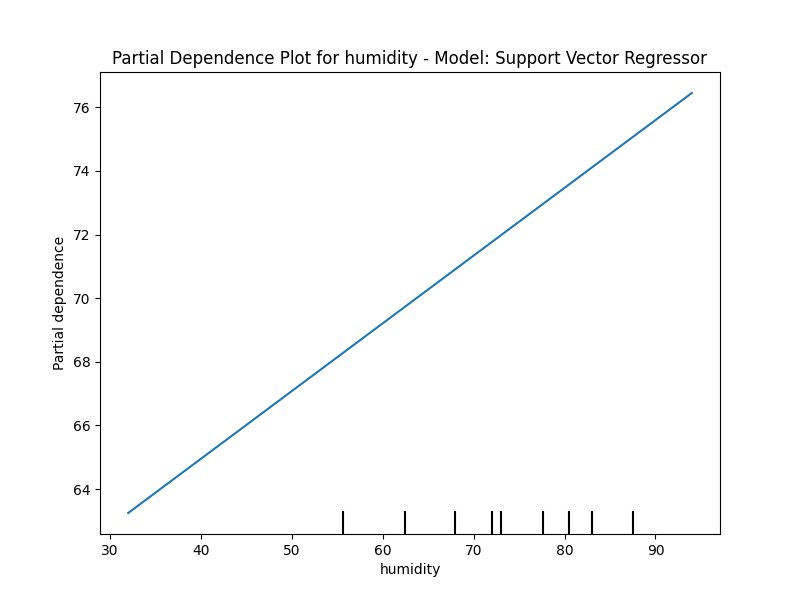 Partial Dependence Plot for humidity - Model: Support Vector Regressor
76
74
72
70
68
66
64
Partial dependence
30 40 50 60 70 80 90
humidity